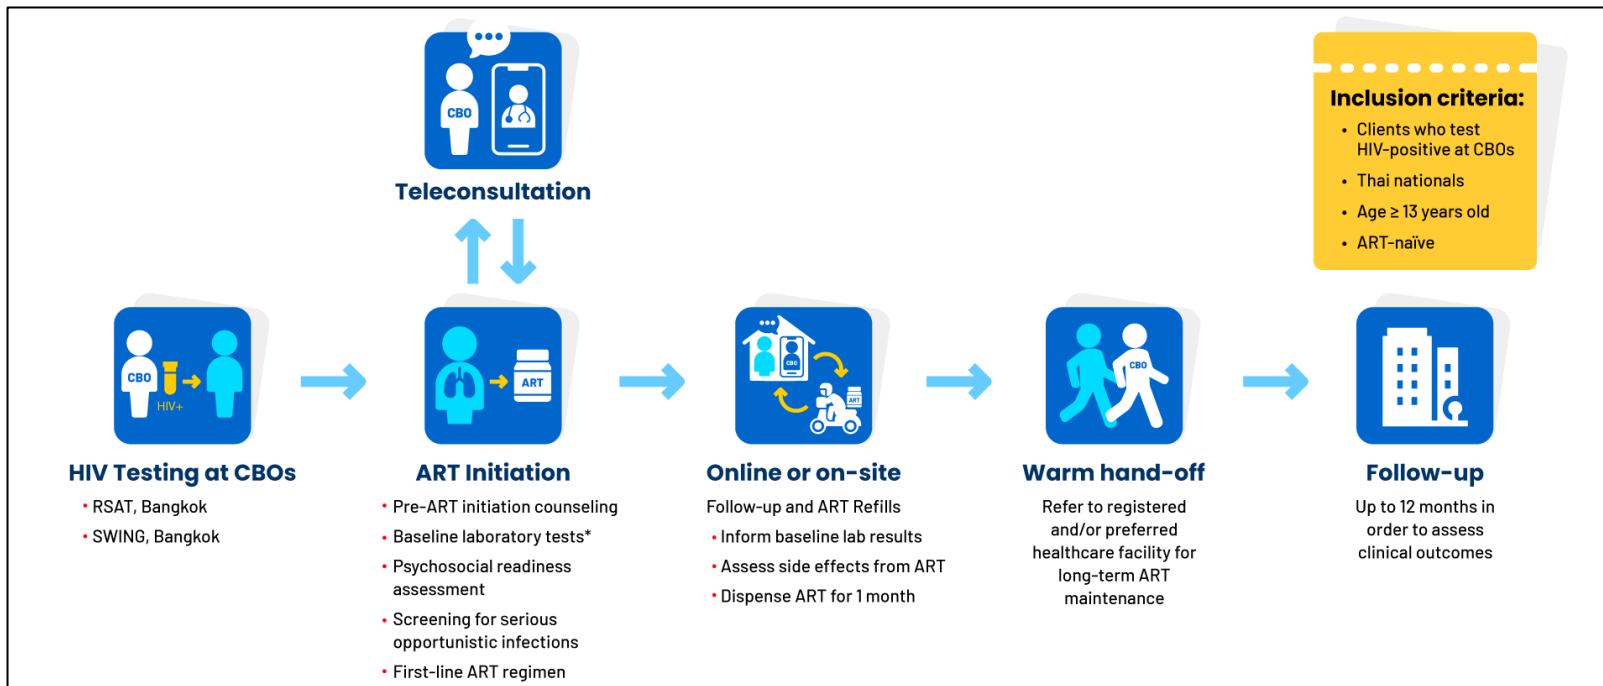 CBO
Teleconsultation
Inclusion criteria:
• Clients who test
HIV-positive at CBOs
• Thai nationals
• Age ≥ 13 years old
• ART-naïve
CBO
HIV+
HIV Testing at CBOs
• RSAT, Bangkok
• SWING, Bangkok
ART
ART Initiation
• Pre-ART initiation counseling
• Baseline laboratory tests*
• Psychosocial readiness
assessment
• Screening for serious
opportunistic infections
• First-line ART regimen
CBO
ART
Online or on-site
Follow-up and ART Refills
• Inform baseline lab results
• Assess side effects from ART
• Dispense ART for 1 month
CBO
Warm hand-off
Refer to registered
and/or preferred
healthcare facility for
long-term ART
maintenance
Follow-up
Up to 12 months in
order to assess
clinical outcomes